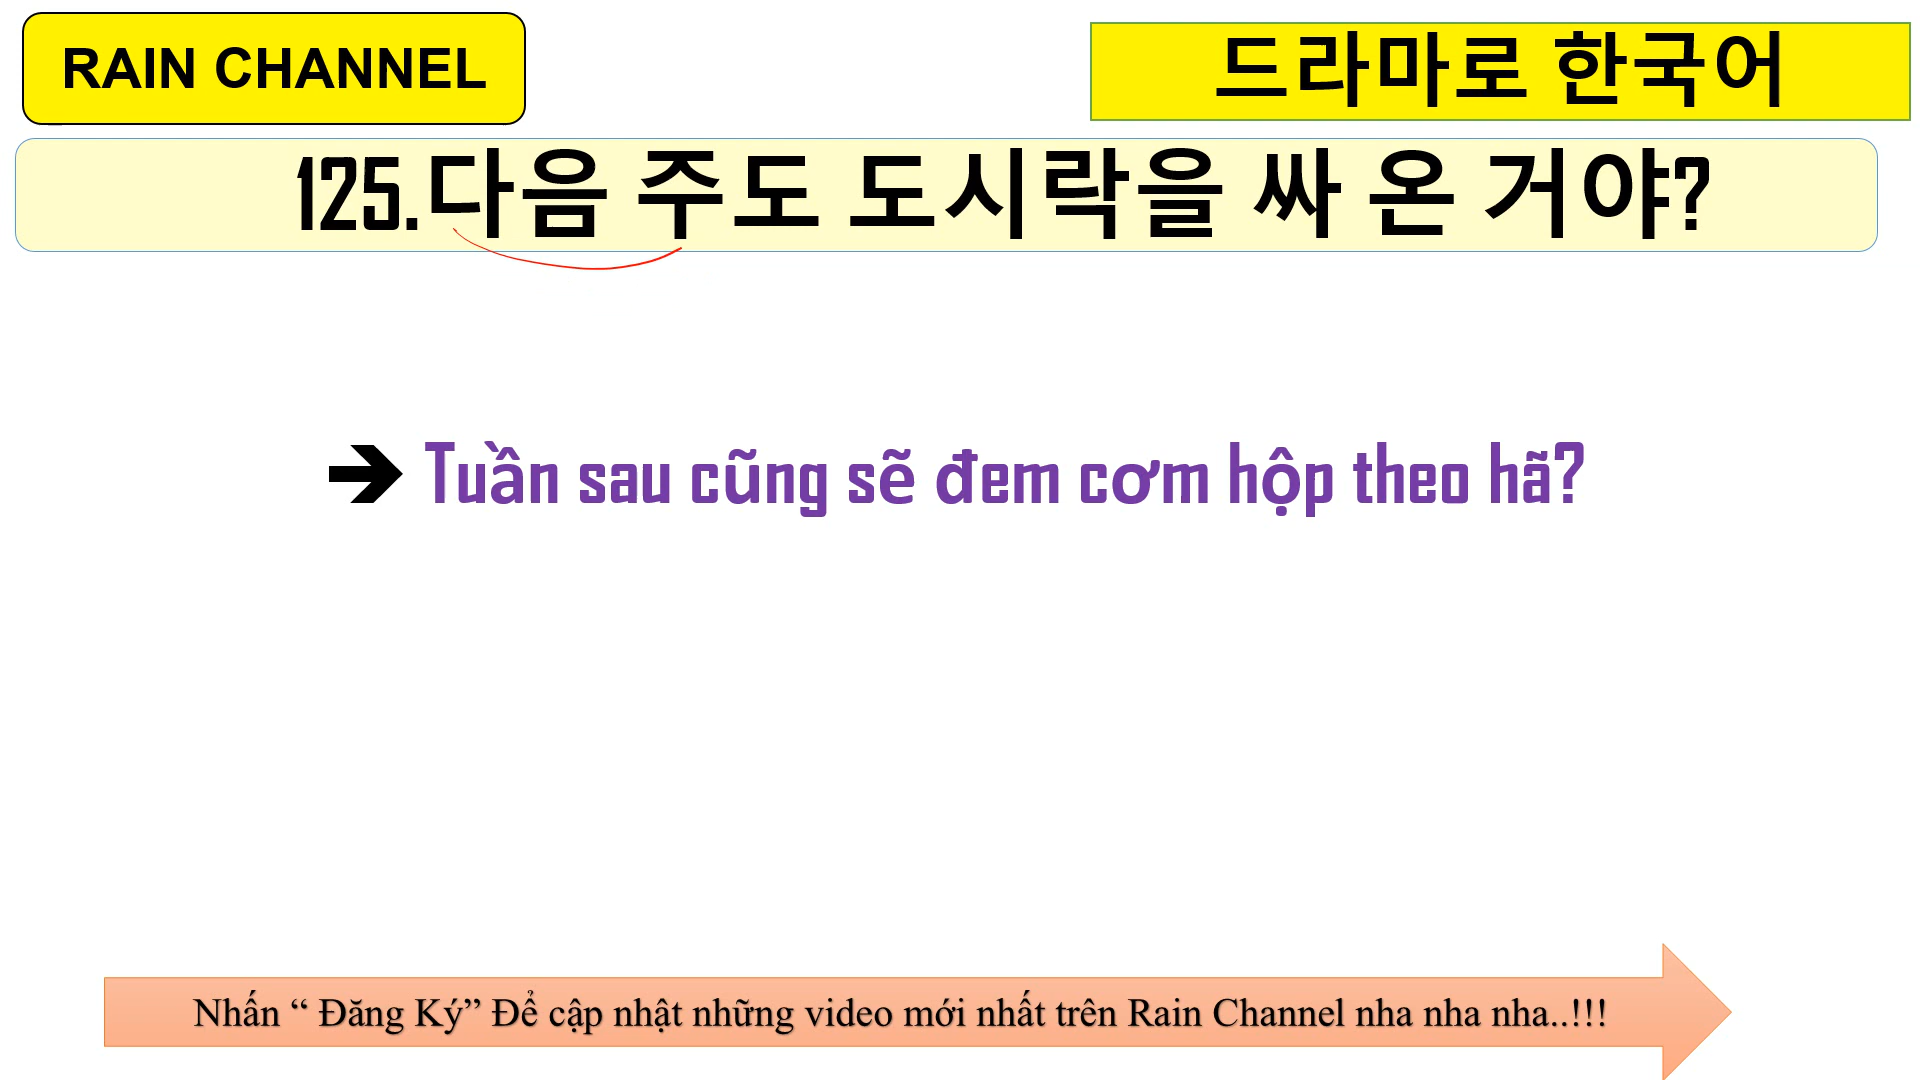 RAIN CHANNEL
드라마로 한국어
125.다음 주도 도시락을 싸 온 거야?
➔ Tuần sau cũng sẽ đem cơm hộp theo hã?
Nhấn “ Đăng Ký” Để cập nhật những video mới nhất trên Rain Channel nha nha nha..!!!